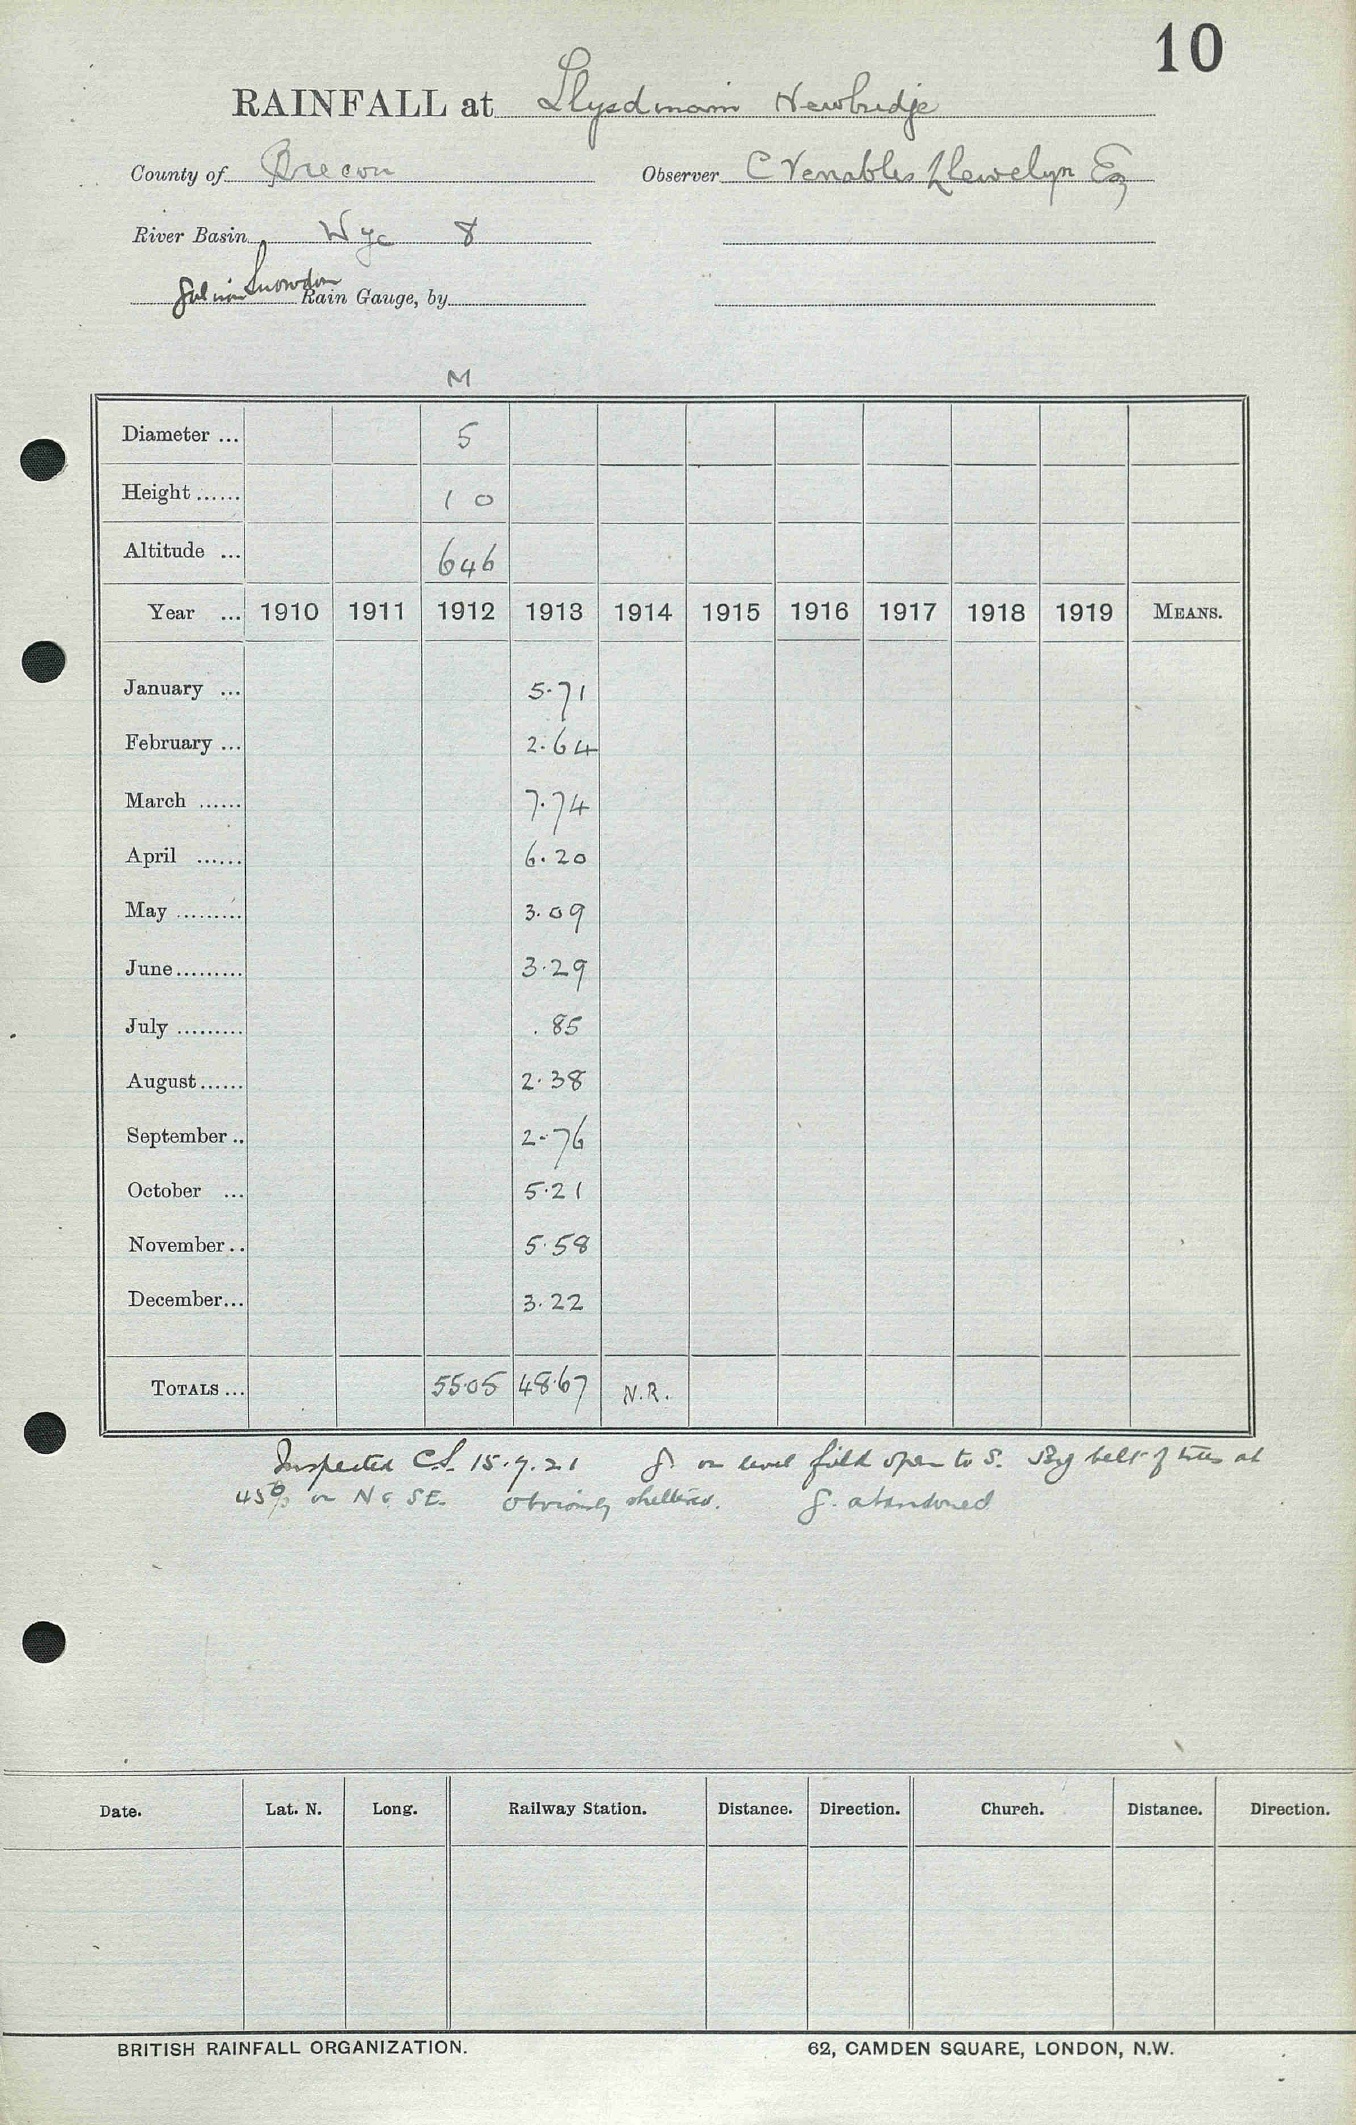 10
RAINFALL at Llysdinam Newbridge
County of Brecon Observer C Venables Llewelyn Esq
River Basin Wye 8
Snowdon Rain Gauge, by
M
Diameter ... 5
Height ...... 1 0
Altitude ... 646
Year ... 1910 1911 1912 1913 1914 1915 1916 1917 1918 1919 MEANS.
January ... 5.71
February ... 2.64
March ...... 7.74
April ...... 6.20
May ......... 3.09
June ......... 3.29
July ......... .85
August ...... 2.38
September .. 2.76
October ... 5.21
November .. 5.58
December ... 3.22
TOTALS ... 55.05 48.67 N.R.
Inspected C.S. 15.9.21 g. on level field open to S. Big belt of trees at
45° on N & SE. Obviously sheltered. g. abandoned
Date. Lat. N. Long. Railway Station. Distance. Direction. Church. Distance. Direction.
BRITISH RAINFALL ORGANIZATION. 62, CAMDEN SQUARE, LONDON, N.W.